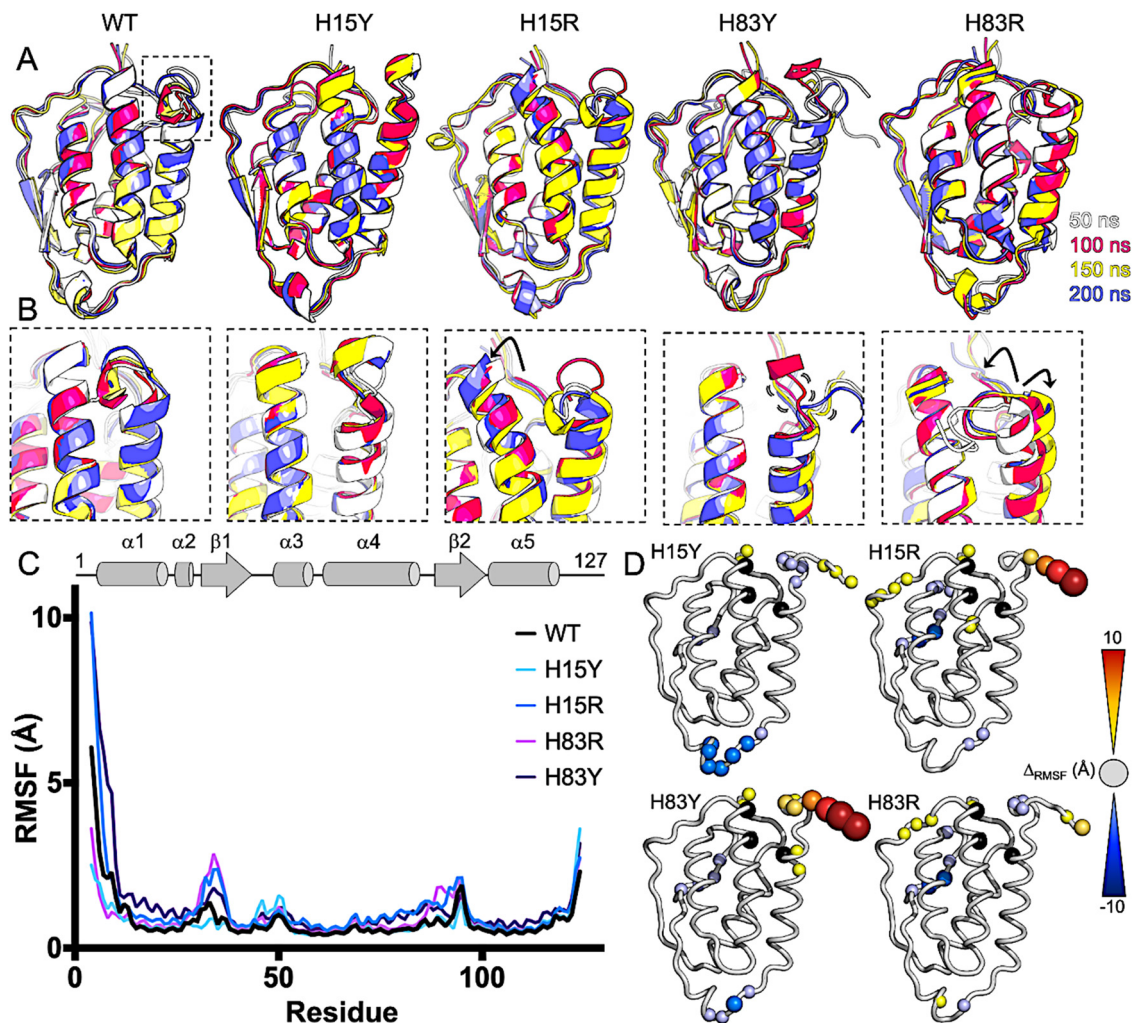 WT H15Y H15R H83Y H83R
A
50 ns
100 ns
150 ns
200 ns
B
C
1 α1 α2 β1 α3 α4 β2 α5 127
10
5
0
RMSF (Å)
WT
H15Y
H15R
H83R
H83Y
0 50 100
Residue
D
H15Y H15R
H83Y H83R
10
ΔRMSF (Å)
-10